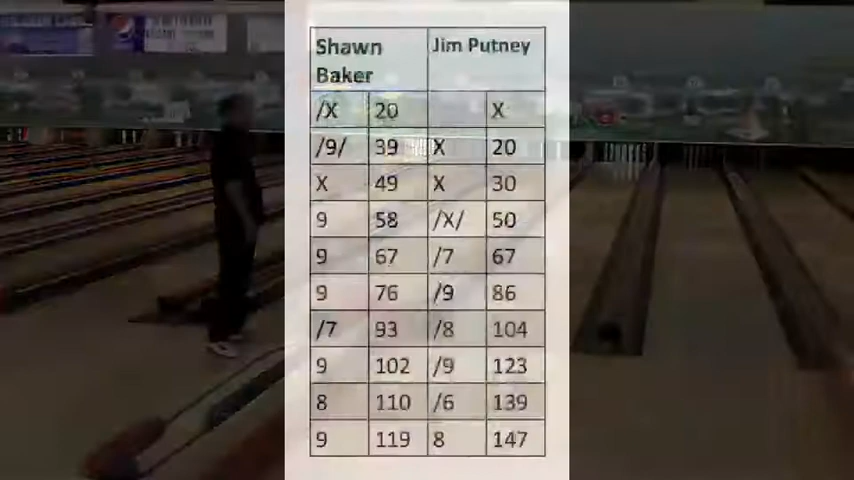 Shawn Baker Jim Putney
/X 20 X
/9/ 39 X 20
X 49 X 30
9 58 /X/ 50
9 67 /7 67
9 76 /9 86
/7 93 /8 104
9 102 /9 123
8 110 /6 139
9 119 8 147